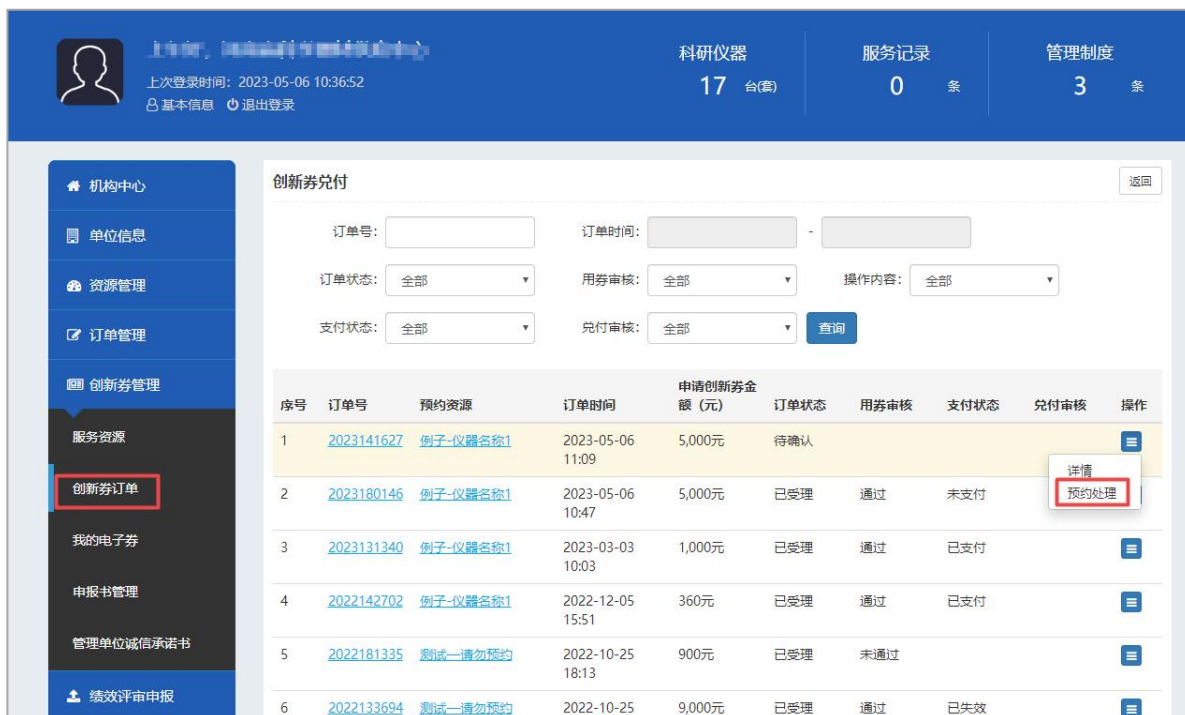 科研仪器
服务记录
管理制度
上次登录时间：2023-05-06 10:36:52
17 台(套)
0 条
3 条
基本信息 退出登录
机构中心
单位信息
资源管理
订单管理
创新券管理
服务资源
创新券订单
我的电子券
申报书管理
管理单位诚信承诺书
绩效评审申报
创新券兑付
返回
订单号：
订单时间：
-
订单状态：
全部
用券审核：
全部
操作内容：
全部
支付状态：
全部
兑付审核：
全部
查询
序号 订单号 预约资源 订单时间 申请创新券金额（元） 订单状态 用券审核 支付状态 兑付审核 操作
1 2023141627 例子-仪器名称1 2023-05-06 11:09 5,000元 待确认
详情
预约处理
2 2023180146 例子-仪器名称1 2023-05-06 10:47 5,000元 已受理 通过 未支付
3 2023131340 例子-仪器名称1 2023-03-03 10:03 1,000元 已受理 通过 已支付
4 2022142702 例子-仪器名称1 2022-12-05 15:51 360元 已受理 通过 已支付
5 2022181335 测试—请勿预约 2022-10-25 18:13 900元 已受理 未通过
6 2022133694 测试—请勿预约 2022-10-25 9,000元 已失效 通过 已失效